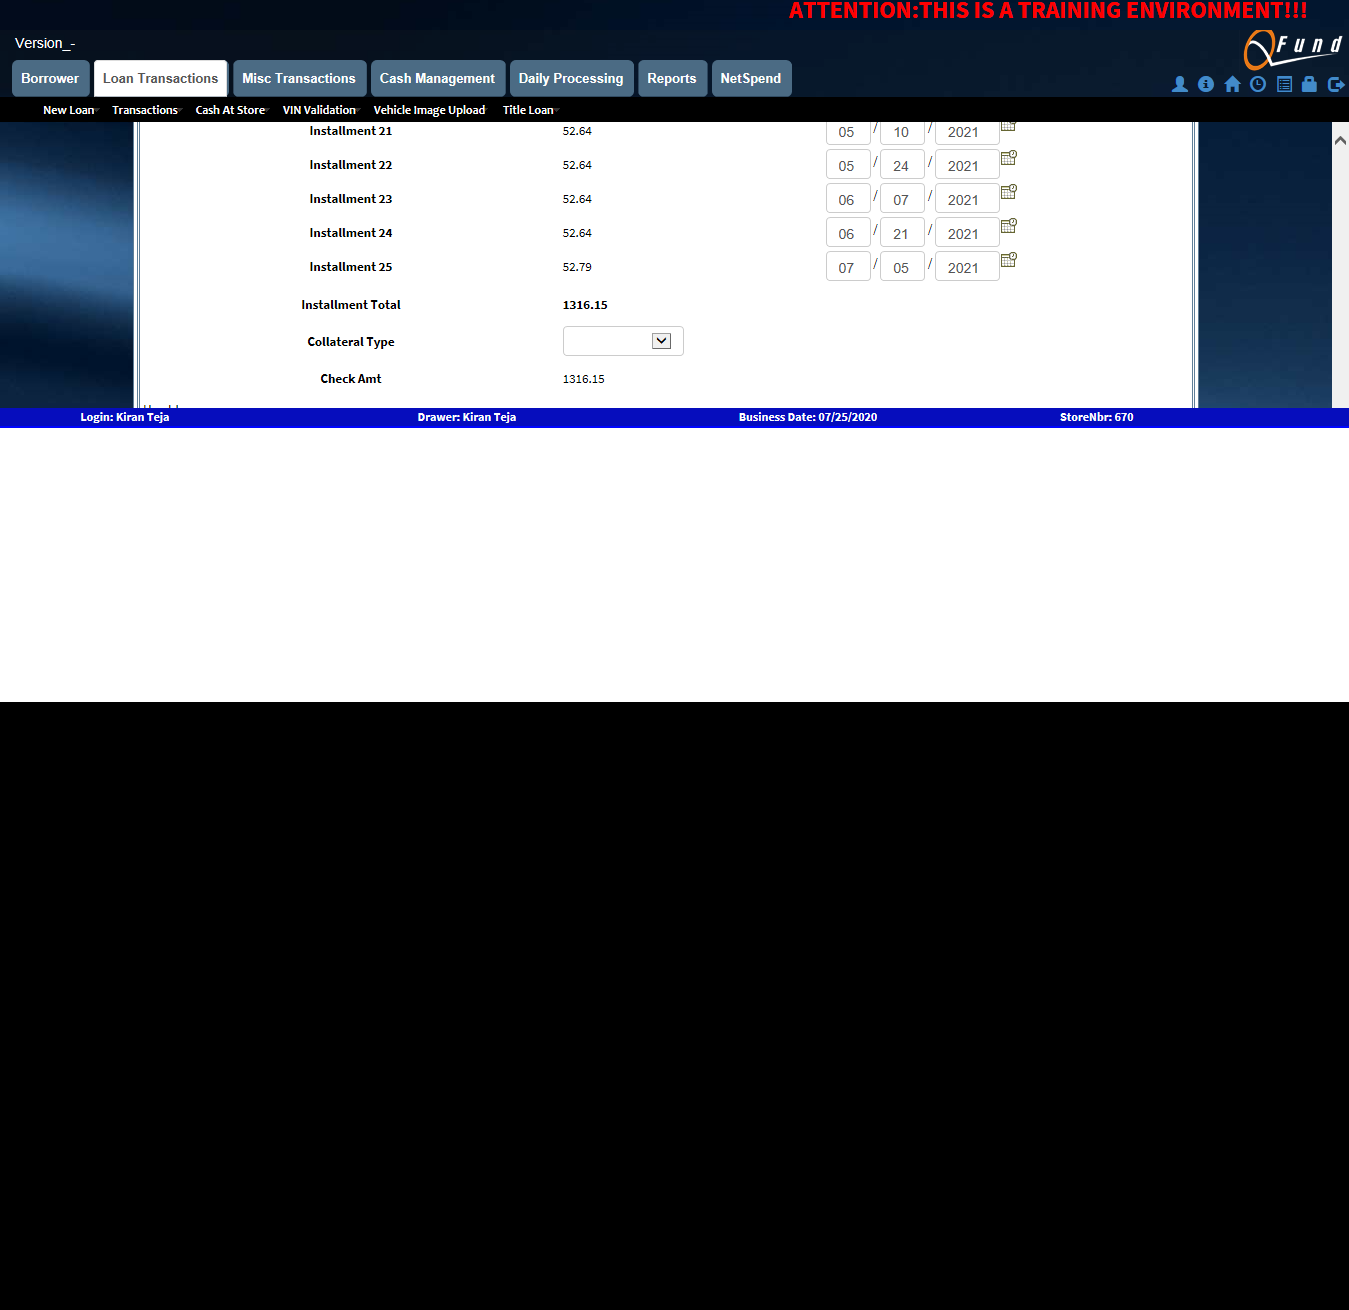 ATTENTION:THIS IS A TRAINING ENVIRONMENT!!!
Version_-
QFund
Borrower Loan Transactions Misc Transactions Cash Management Daily Processing Reports NetSpend
New Loan Transactions Cash At Store VIN Validation Vehicle Image Upload Title Loan
Installment 21 52.64 05 / 10 / 2021
Installment 22 52.64 05 / 24 / 2021
Installment 23 52.64 06 / 07 / 2021
Installment 24 52.64 06 / 21 / 2021
Installment 25 52.79 07 / 05 / 2021
Installment Total 1316.15
Collateral Type
Check Amt 1316.15
Login: Kiran Teja Drawer: Kiran Teja Business Date: 07/25/2020 StoreNbr: 670